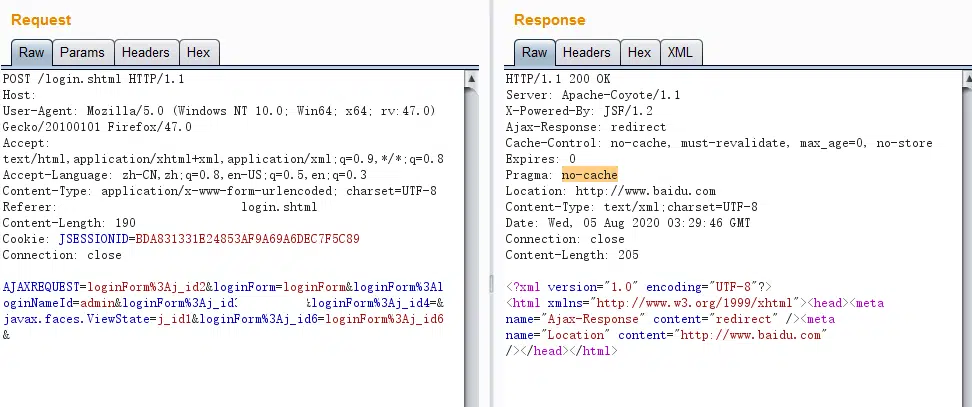 Request
Raw Params Headers Hex
POST /login.shtml HTTP/1.1
Host:
User-Agent: Mozilla/5.0 (Windows NT 10.0; Win64; x64; rv:47.0)
Gecko/20100101 Firefox/47.0
Accept:
text/html,application/xhtml+xml,application/xml;q=0.9,*/*;q=0.8
Accept-Language: zh-CN,zh;q=0.8,en-US;q=0.5,en;q=0.3
Content-Type: application/x-www-form-urlencoded; charset=UTF-8
Referer: login.shtml
Content-Length: 190
Cookie: JSESSIONID=BDA831331E24853AF9A69A6DEC7F5C89
Connection: close
AJAXREQUEST=loginForm%3Aj_id2&loginForm=loginForm&loginForm%3Al
oginNameId=admin&loginForm%3Aj_id &loginForm%3Aj_id4=&
javax.faces.ViewState=j_id1&loginForm%3Aj_id6=loginForm%3Aj_id6
&
Response
Raw Headers Hex XML
HTTP/1.1 200 OK
Server: Apache-Coyote/1.1
X-Powered-By: JSF/1.2
Ajax-Response: redirect
Cache-Control: no-cache, must-revalidate, max_age=0, no-store
Expires: 0
Pragma: no-cache
Location: http://www.baidu.com
Content-Type: text/xml;charset=UTF-8
Date: Wed, 05 Aug 2020 03:29:46 GMT
Connection: close
Content-Length: 205
<?xml version="1.0" encoding="UTF-8"?>
<html xmlns="http://www.w3.org/1999/xhtml"><head><meta
name="Ajax-Response" content="redirect" /><meta
name="Location" content="http://www.baidu.com"
/></head></html>